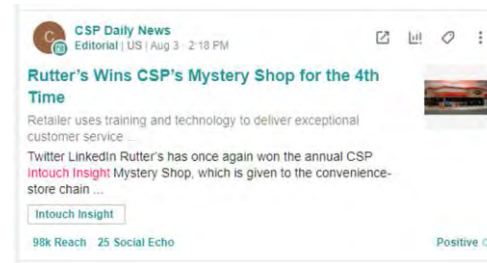 C
CSP Daily News
Editorial | US | Aug 3 · 2:18 PM
Rutter's Wins CSP's Mystery Shop for the 4th
Time
Retailer uses training and technology to deliver exceptional
customer service ...
Twitter LinkedIn Rutter's has once again won the annual CSP
Intouch Insight Mystery Shop, which is given to the convenience-
store chain ...
Intouch Insight
98k Reach 25 Social Echo
Positive